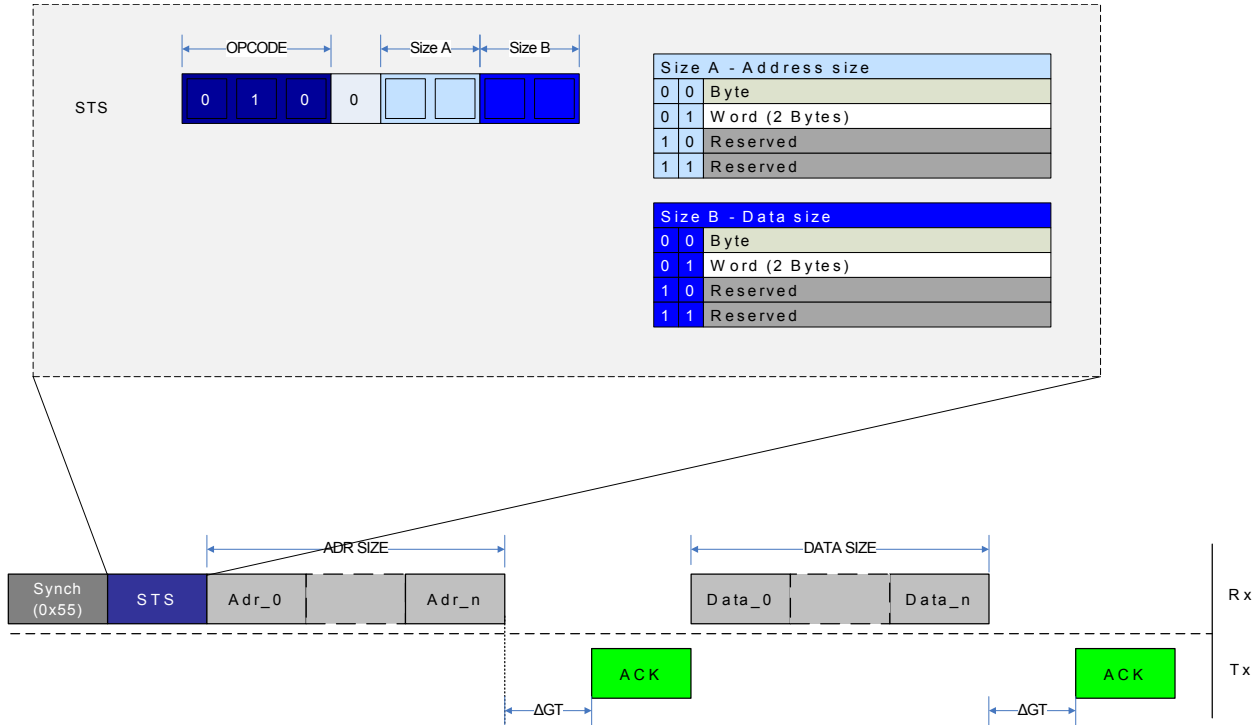 OPCODE Size A Size B
STS 0 1 0 0
Size A - Address size
0 0 Byte
0 1 Word (2 Bytes)
1 0 Reserved
1 1 Reserved
Size B - Data size
0 0 Byte
0 1 Word (2 Bytes)
1 0 Reserved
1 1 Reserved
ADR SIZE DATA SIZE
Synch
(0x55)
STS Adr_0 Adr_n Data_0 Data_n Rx
ACK ACK Tx
ΔGT ΔGT